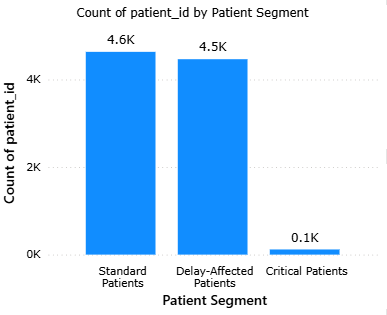 Count of patient_id by Patient Segment
Count of patient_id
4K
2K
0K
4.6K
4.5K
0.1K
Standard
Patients
Delay-Affected
Patients
Critical Patients
Patient Segment